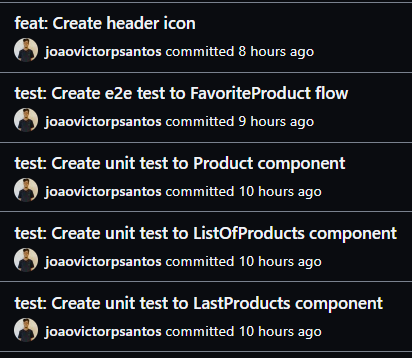 feat: Create header icon
joaovictorpsantos committed 8 hours ago
test: Create e2e test to FavoriteProduct flow
joaovictorpsantos committed 9 hours ago
test: Create unit test to Product component
joaovictorpsantos committed 10 hours ago
test: Create unit test to ListOfProducts component
joaovictorpsantos committed 10 hours ago
test: Create unit test to LastProducts component
joaovictorpsantos committed 10 hours ago